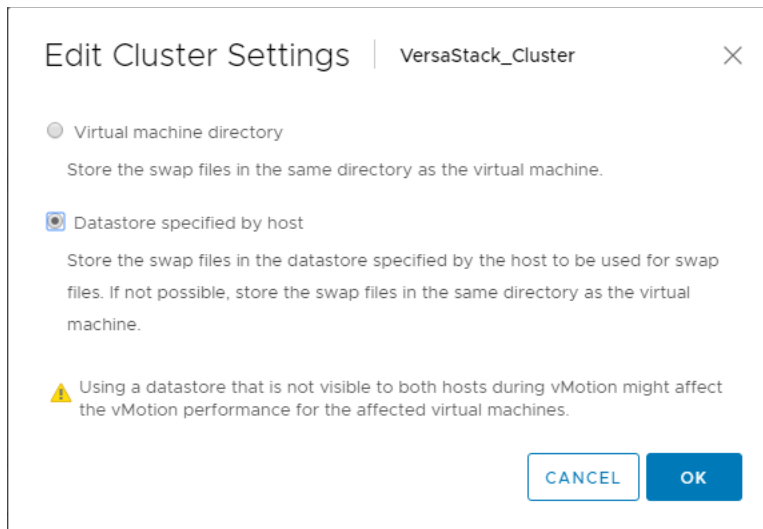 Edit Cluster Settings VersaStack_Cluster
Virtual machine directory
Store the swap files in the same directory as the virtual machine.
Datastore specified by host
Store the swap files in the datastore specified by the host to be used for swap
files. If not possible, store the swap files in the same directory as the virtual
machine.
Using a datastore that is not visible to both hosts during vMotion might affect
the vMotion performance for the affected virtual machines.
CANCEL OK